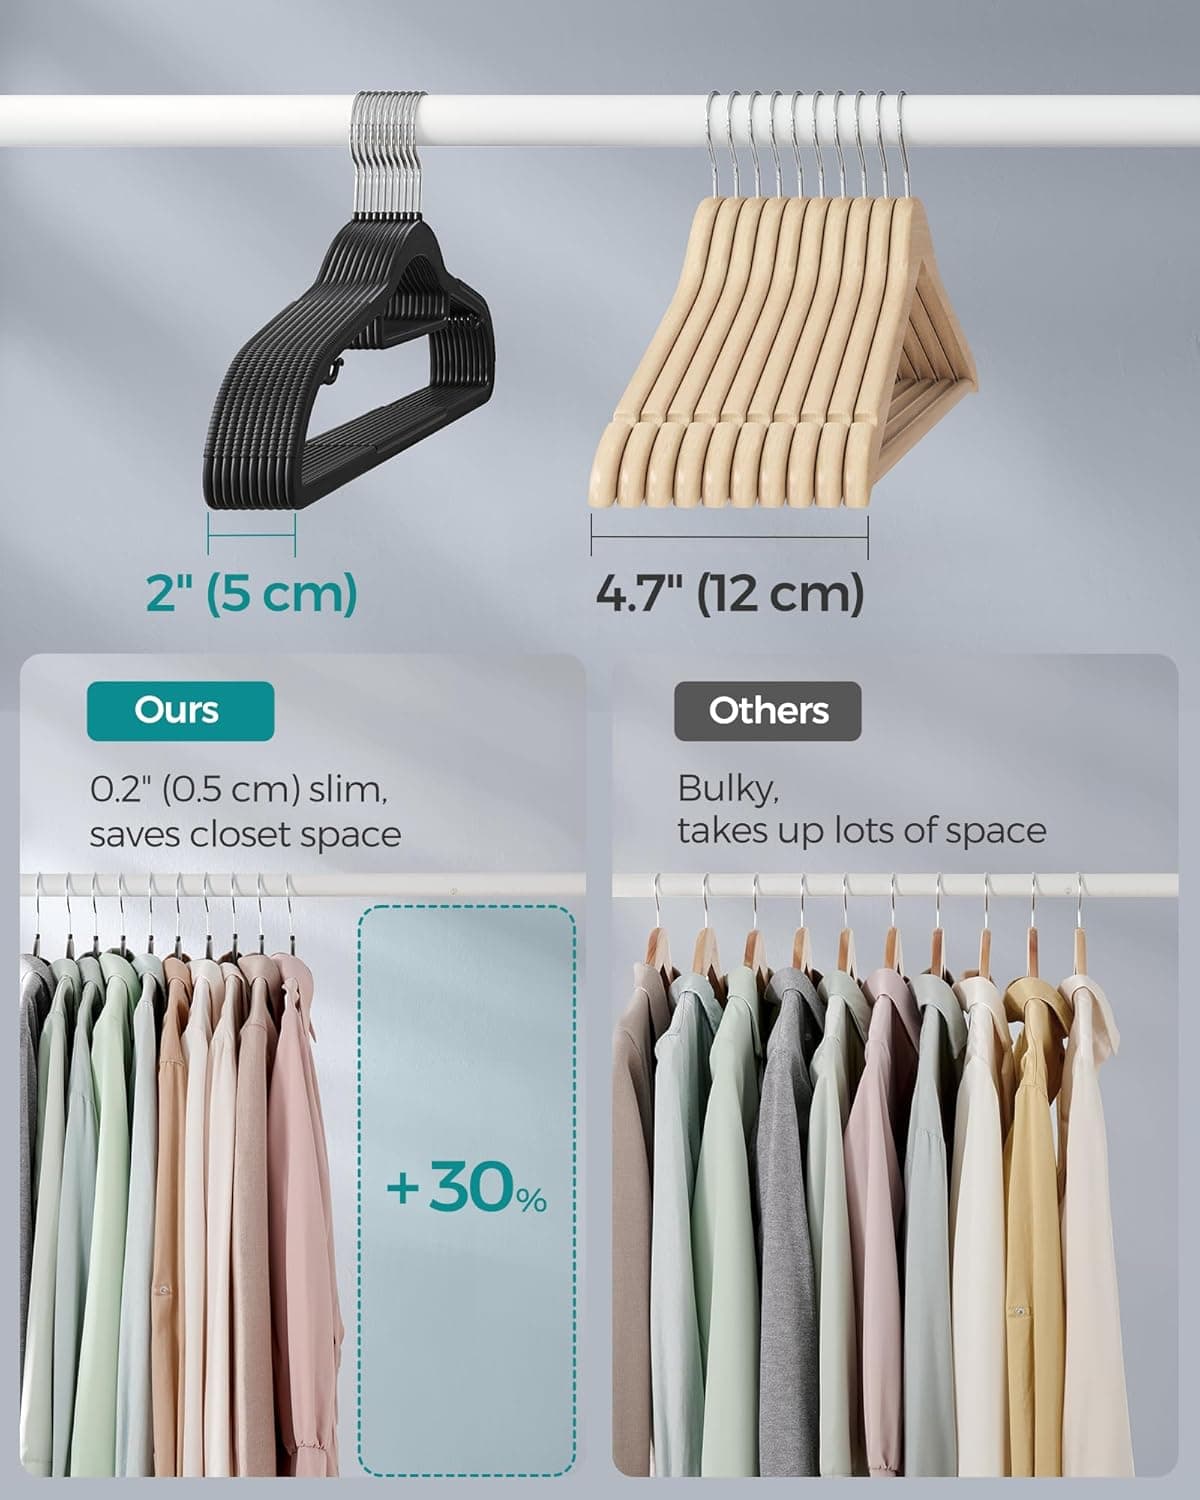 2" (5 cm)
4.7" (12 cm)
Ours
0.2" (0.5 cm) slim,
saves closet space
Others
Bulky,
takes up lots of space
+30%